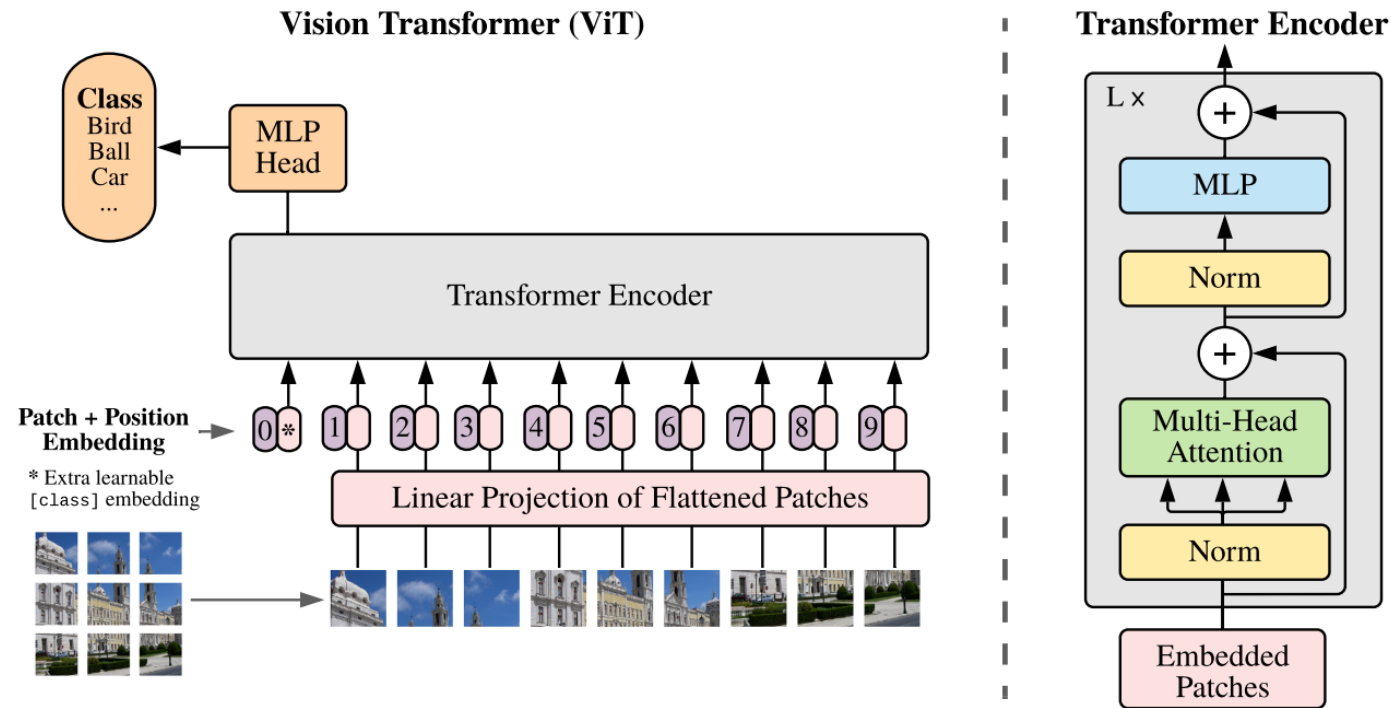 Vision Transformer (ViT)
Class
Bird
Ball
Car
...
MLP
Head
Transformer Encoder
Patch + Position
Embedding
0 * 1 2 3 4 5 6 7 8 9
* Extra learnable
[class] embedding
Linear Projection of Flattened Patches
Transformer Encoder
L ×
+
MLP
Norm
+
Multi-Head
Attention
Norm
Embedded
Patches